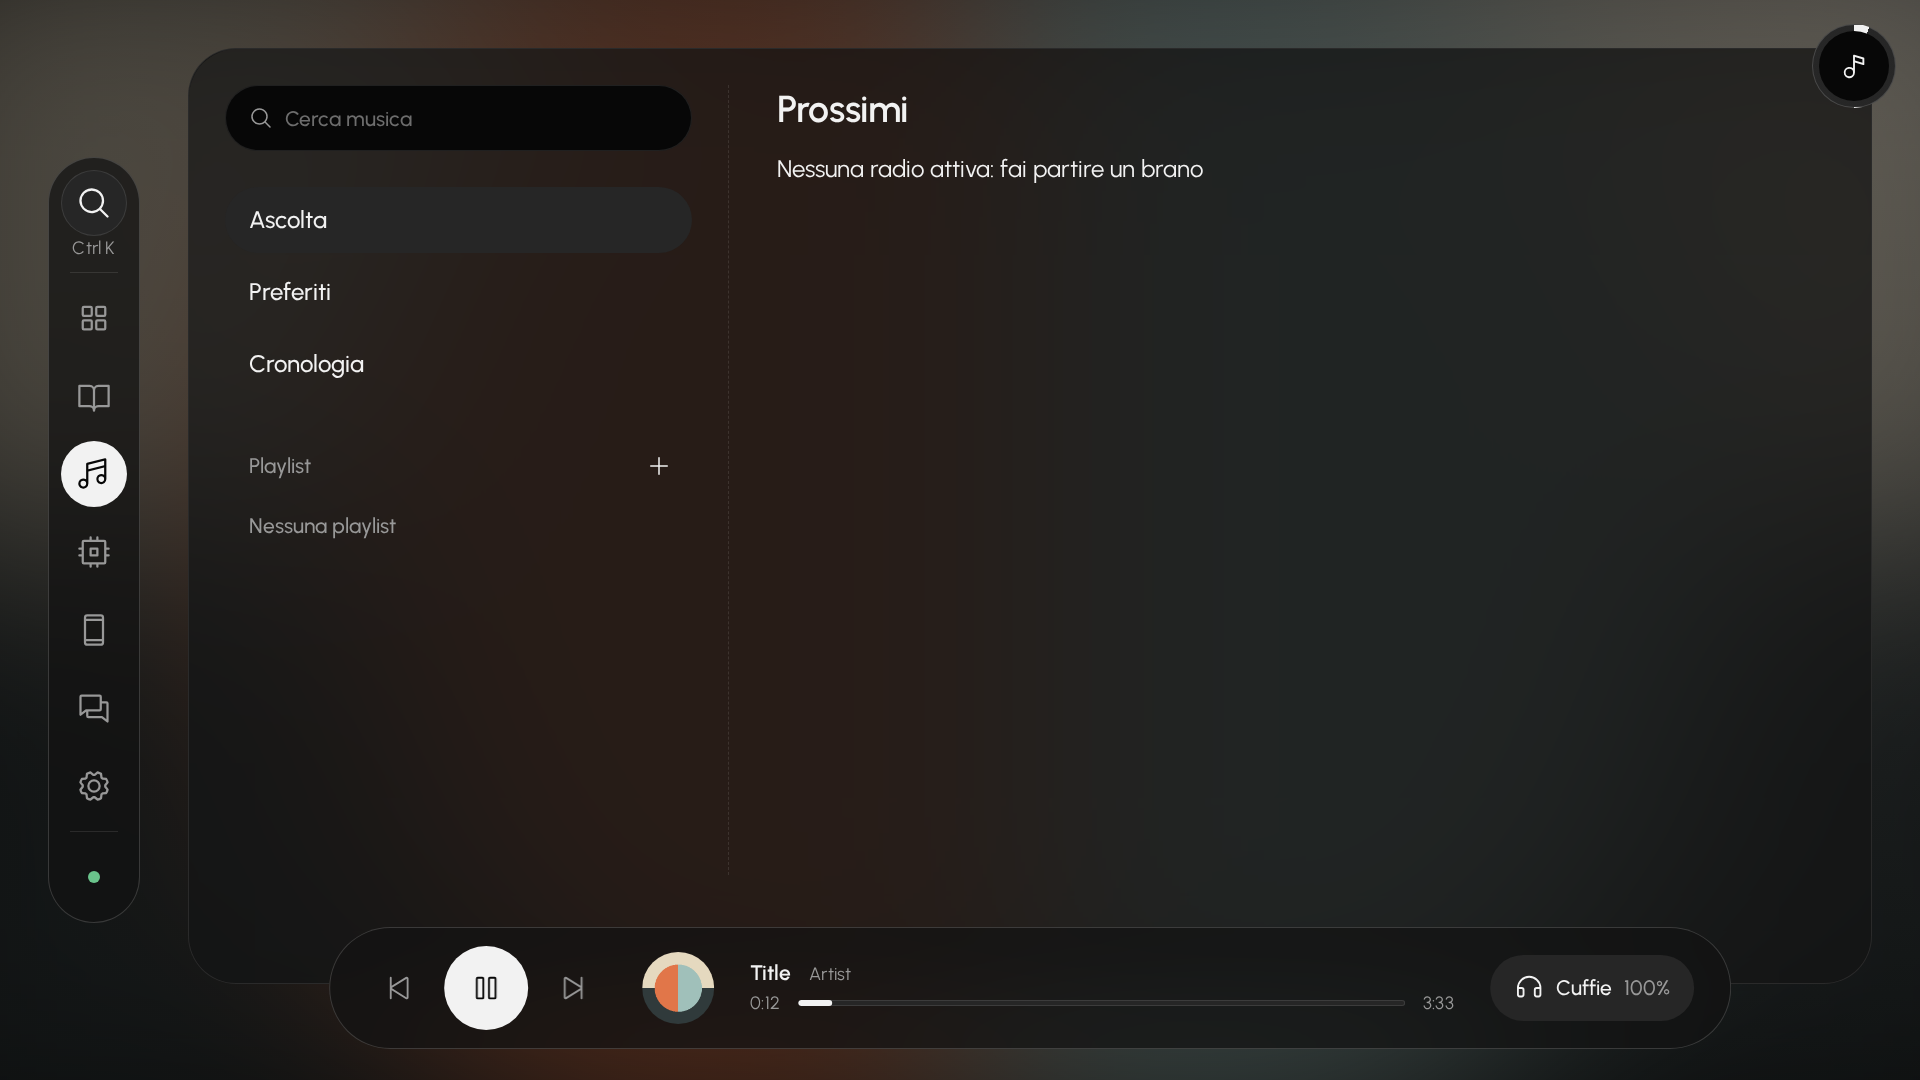 Cerca musica
Prossimi
Nessuna radio attiva: fai partire un brano
Ascolta
Preferiti
Cronologia
Playlist
Nessuna playlist
Ctrl K
Title Artist
0:12 3:33
Cuffie 100%